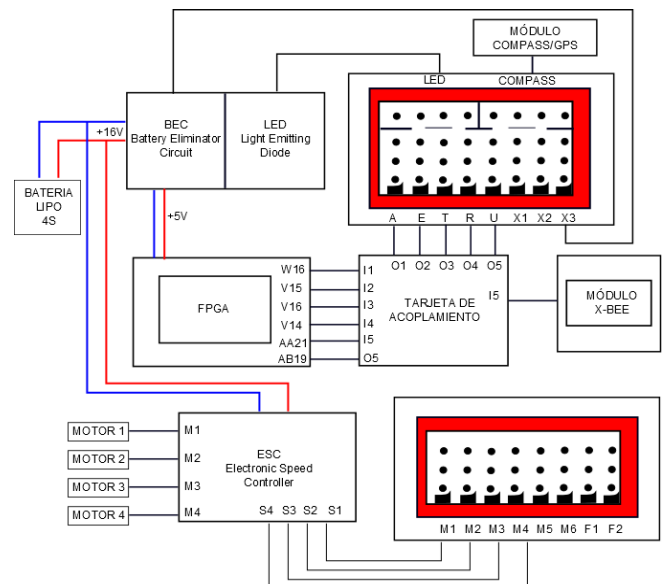 MÓDULO
COMPASS/GPS
LED
COMPASS
BEC
Battery Eliminator
Circuit
LED
Light Emitting
Diode
+16V
BATERIA
LIPO
4S
+5V
A E T R U X1 X2 X3
FPGA
W16
V15
V16
V14
AA21
AB19
I1
I2
I3
I4
I5
O5
O1 O2 O3 O4 O5
TARJETA DE
ACOPLAMIENTO
I5
MÓDULO
X-BEE
MOTOR 1
MOTOR 2
MOTOR 3
MOTOR 4
M1
M2
M3
M4
ESC
Electronic Speed
Controller
S4 S3 S2 S1
M1 M2 M3 M4 M5 M6 F1 F2